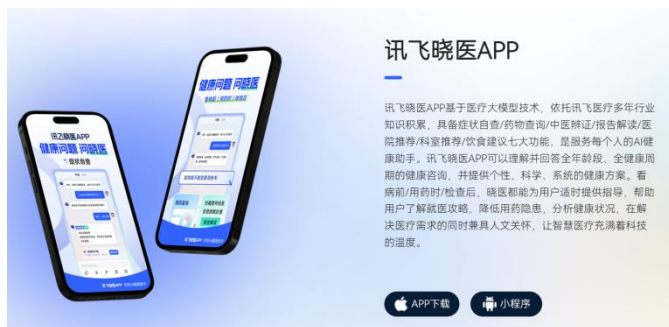 讯飞晓医APP
讯飞晓医APP基于医疗大模型技术，依托讯飞医疗多年行业
知识积累，具备症状自查/药物查询/中医辨证/报告解读/医
院推荐/科室推荐/饮食建议七大功能，是服务每个人的AI健
康助手。讯飞晓医APP可以理解并回答全年龄段、全健康周
期的健康咨询，并提供个性、科学、系统的健康方案。看
病前/用药时/检查后，晓医都能为用户适时提供指导，帮助
用户了解就医攻略，降低用药隐患，分析健康状况，在解
决医疗需求的同时兼具人文关怀，让智慧医疗充满着科技
的温度。
APP下载
小程序
讯飞晓医APP
健康问题 问晓医
症状自查
健康问题 问晓医